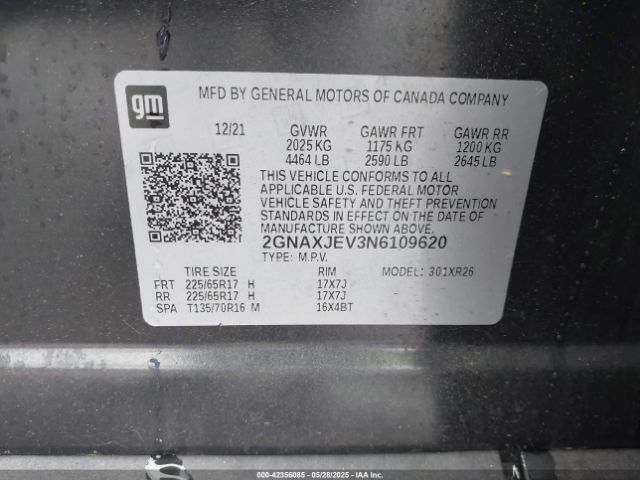 gm
MFD BY GENERAL MOTORS OF CANADA COMPANY
12/21 GVWR GAWR FRT GAWR RR
2025 KG 1175 KG 1200 KG
4464 LB 2590 LB 2645 LB
THIS VEHICLE CONFORMS TO ALL
APPLICABLE U.S. FEDERAL MOTOR
VEHICLE SAFETY AND THEFT PREVENTION
STANDARDS IN EFFECT ON THE DATE OF
MANUFACTURE SHOWN ABOVE.
2GNAXJEV3N6109620
TYPE: M.P.V.
TIRE SIZE RIM MODEL: 301XR26
FRT 225/65R17 H 17X7J
RR 225/65R17 H 17X7J
SPA T135/70R16 M 16X4BT
000-42356085 - 05/28/2025 - IAAI.COM